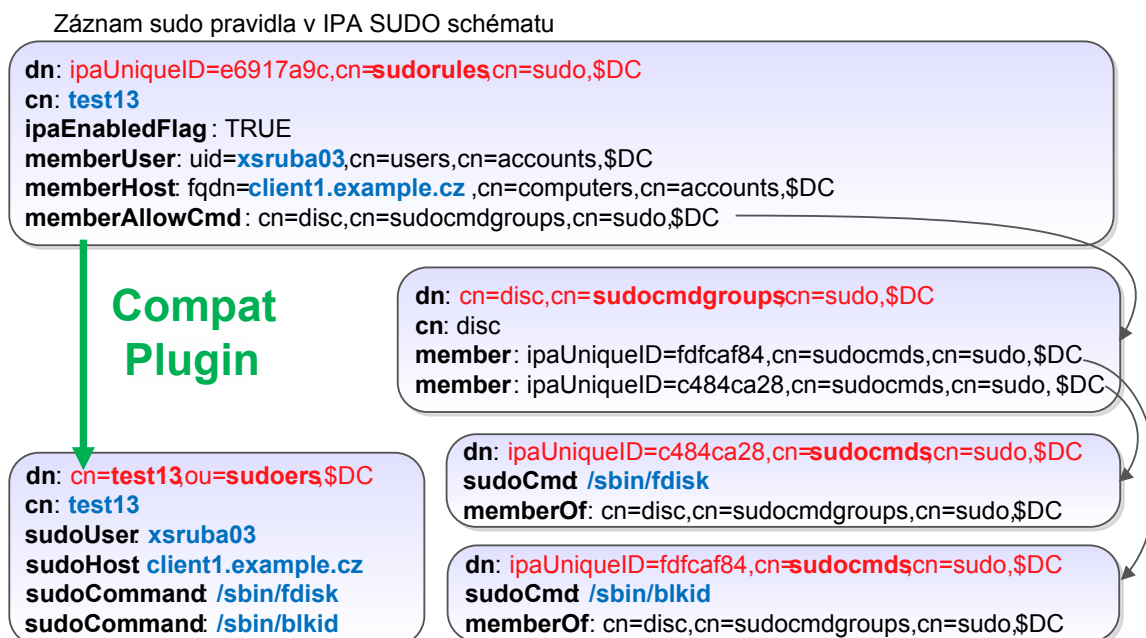 Záznam sudo pravidla v IPA SUDO schématu
dn: ipaUniqueID=e6917a9c,cn=sudorules,cn=sudo,$DC
cn: test13
ipaEnabledFlag : TRUE
memberUser: uid=xsruba03,cn=users,cn=accounts,$DC
memberHost: fqdn=client1.example.cz ,cn=computers,cn=accounts,$DC
memberAllowCmd : cn=disc,cn=sudocmdgroups,cn=sudo,$DC
Compat
Plugin
dn: cn=disc,cn=sudocmdgroups,cn=sudo,$DC
cn: disc
member: ipaUniqueID=fdfcaf84,cn=sudocmds,cn=sudo,$DC
member: ipaUniqueID=c484ca28,cn=sudocmds,cn=sudo, $DC
dn: cn=test13,ou=sudoers,$DC
cn: test13
sudoUser: xsruba03
sudoHost: client1.example.cz
sudoCommand: /sbin/fdisk
sudoCommand: /sbin/blkid
dn: ipaUniqueID=c484ca28,cn=sudocmds,cn=sudo,$DC
sudoCmd: /sbin/fdisk
memberOf: cn=disc,cn=sudocmdgroups,cn=sudo,$DC
dn: ipaUniqueID=fdfcaf84,cn=sudocmds,cn=sudo,$DC
sudoCmd: /sbin/blkid
memberOf: cn=disc,cn=sudocmdgroups,cn=sudo,$DC